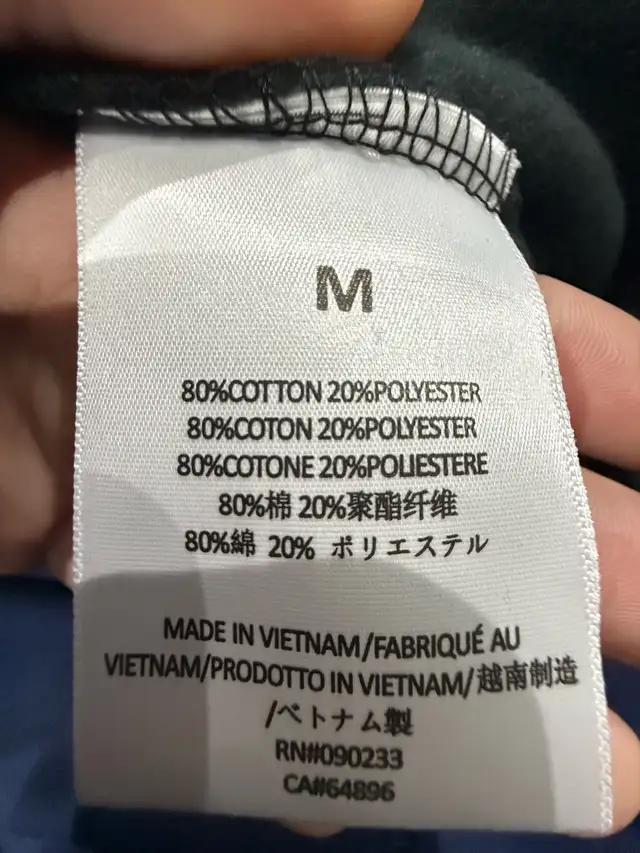 M
80%COTTON 20%POLYESTER
80%COTON 20%POLYESTER
80%COTONE 20%POLIESTERE
80%棉 20%聚酯纤维
80%綿 20% ポリエステル
MADE IN VIETNAM/FABRIQUÉ AU
VIETNAM/PRODOTTO IN VIETNAM/越南制造
/ベトナム製
RN#090233
CA#64896